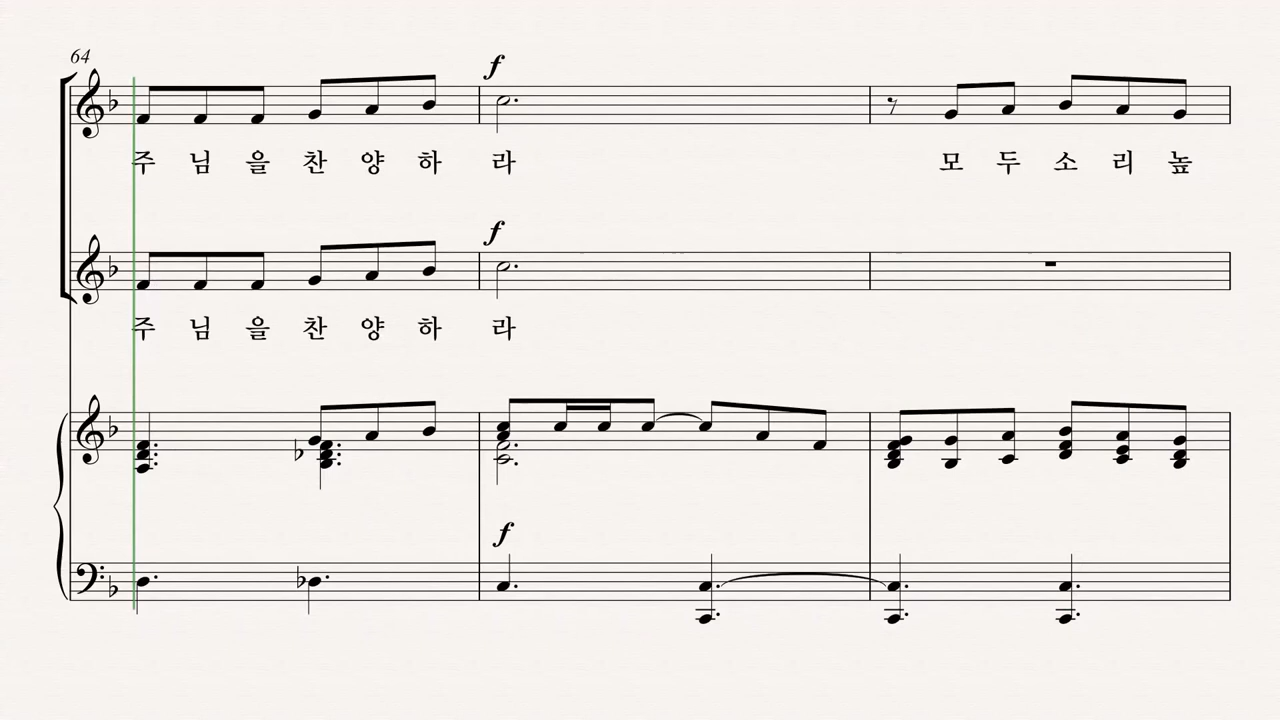 64
f
주 님 을 찬 양 하 라 모 두 소 리 높
f
주 님 을 찬 양 하 라
f